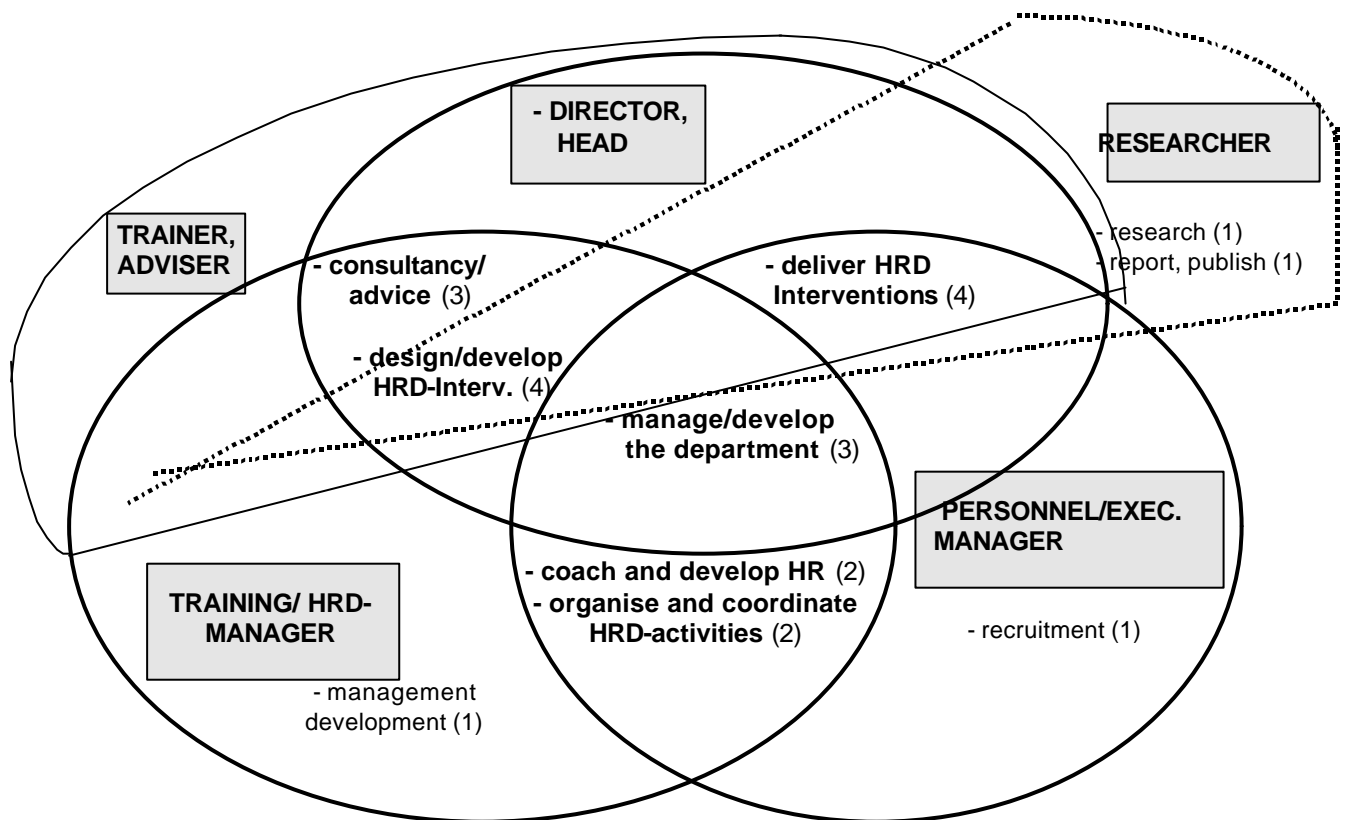 - DIRECTOR,
HEAD
RESEARCHER
TRAINER,
ADVISER
- consultancy/
advice (3)
- deliver HRD
Interventions (4)
- research (1)
- report, publish (1)
- design/develop
HRD-Interv. (4)
- manage/develop
the department (3)
PERSONNEL/EXEC.
MANAGER
- coach and develop HR (2)
- organise and coordinate
HRD-activities (2)
TRAINING/ HRD-
MANAGER
- recruitment (1)
- management
development (1)